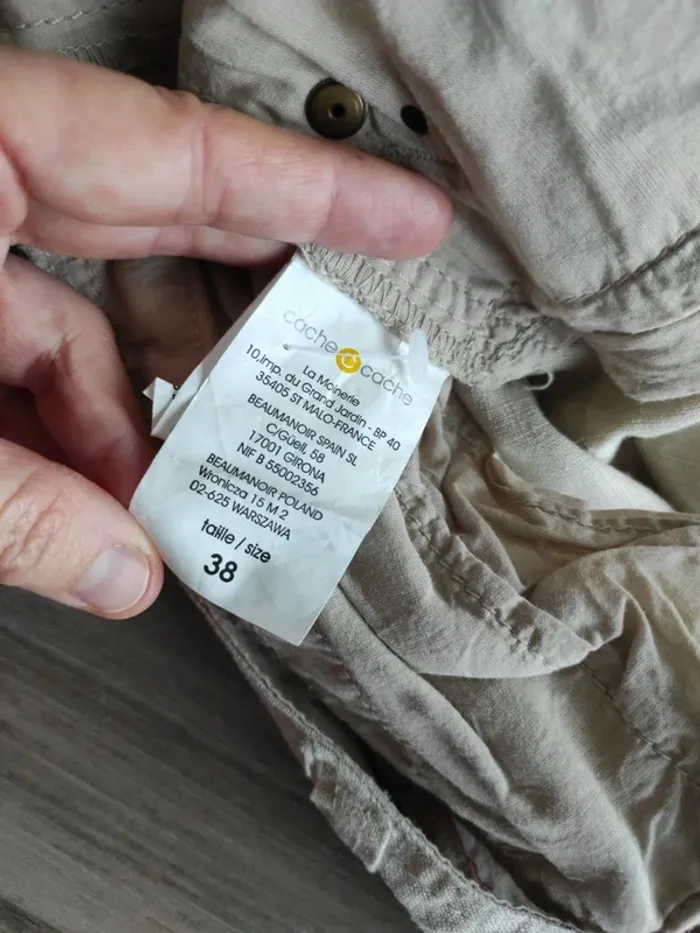 cache cache
La Moinerie
10,imp. du Grand Jardin - BP 40
35405 ST MALO-FRANCE
BEAUMANOIR SPAIN SL
C/Güell, 58
17001 GIRONA
NIF B 55002356
BEAUMANOIR POLAND
Wronicza 15 M 2
02-625 WARSZAWA
taille / size
38